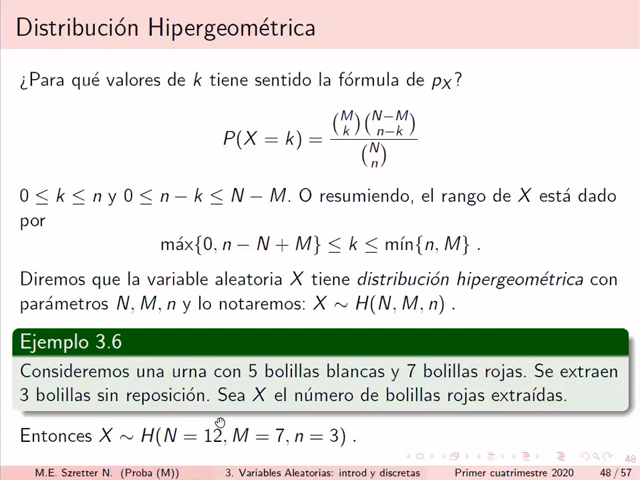 Distribución Hipergeométrica
¿Para qué valores de k tiene sentido la fórmula de p_X?
P(X = k) = \frac{\binom{M}{k}\binom{N-M}{n-k}}{\binom{N}{n}}
0 ≤ k ≤ n y 0 ≤ n − k ≤ N − M. O resumiendo, el rango de X está dado
por
máx{0, n − N + M} ≤ k ≤ mín{n, M} .
Diremos que la variable aleatoria X tiene distribución hipergeométrica con
parámetros N, M, n y lo notaremos: X ∼ H(N, M, n) .
Ejemplo 3.6
Consideremos una urna con 5 bolillas blancas y 7 bolillas rojas. Se extraen
3 bolillas sin reposición. Sea X el número de bolillas rojas extraídas.
Entonces X ∼ H(N = 12, M = 7, n = 3) .
48
M.E. Szretter N. (Proba (M)) 3. Variables Aleatorias: introd y discretas Primer cuatrimestre 2020 48 / 57